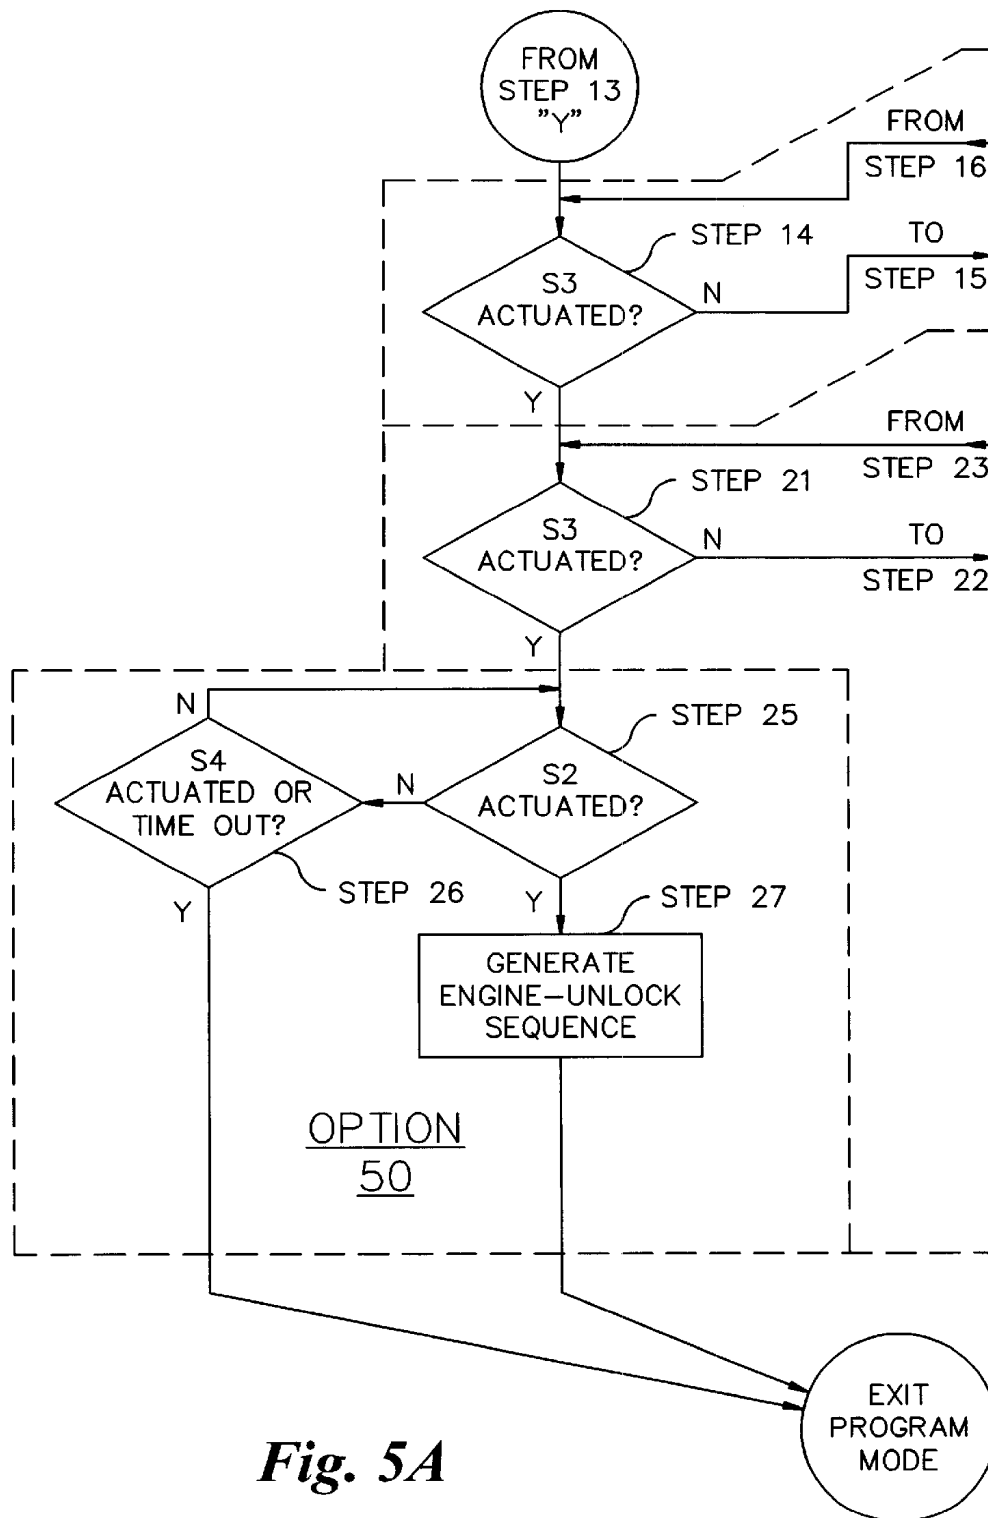 FROM
STEP 13
"Y"
FROM
STEP 16
STEP 14
TO
STEP 15
S3
ACTUATED?
N
Y
FROM
STEP 23
STEP 21
TO
STEP 22
S3
ACTUATED?
N
Y
N
STEP 25
S4
ACTUATED OR
TIME OUT?
N
S2
ACTUATED?
STEP 26
Y
Y
STEP 27
GENERATE
ENGINE-UNLOCK
SEQUENCE
OPTION
50
EXIT
PROGRAM
MODE
Fig. 5A